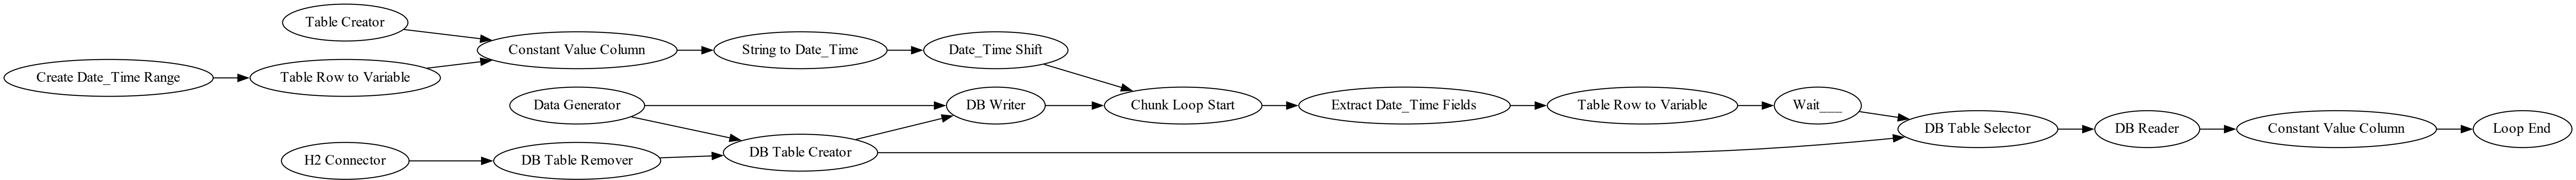 Table Creator
Create Date_Time Range
Table Row to Variable
Constant Value Column
String to Date_Time
Date_Time Shift
Data Generator
DB Writer
Chunk Loop Start
Extract Date_Time Fields
Table Row to Variable
Wait___
H2 Connector
DB Table Remover
DB Table Creator
DB Table Selector
DB Reader
Constant Value Column
Loop End